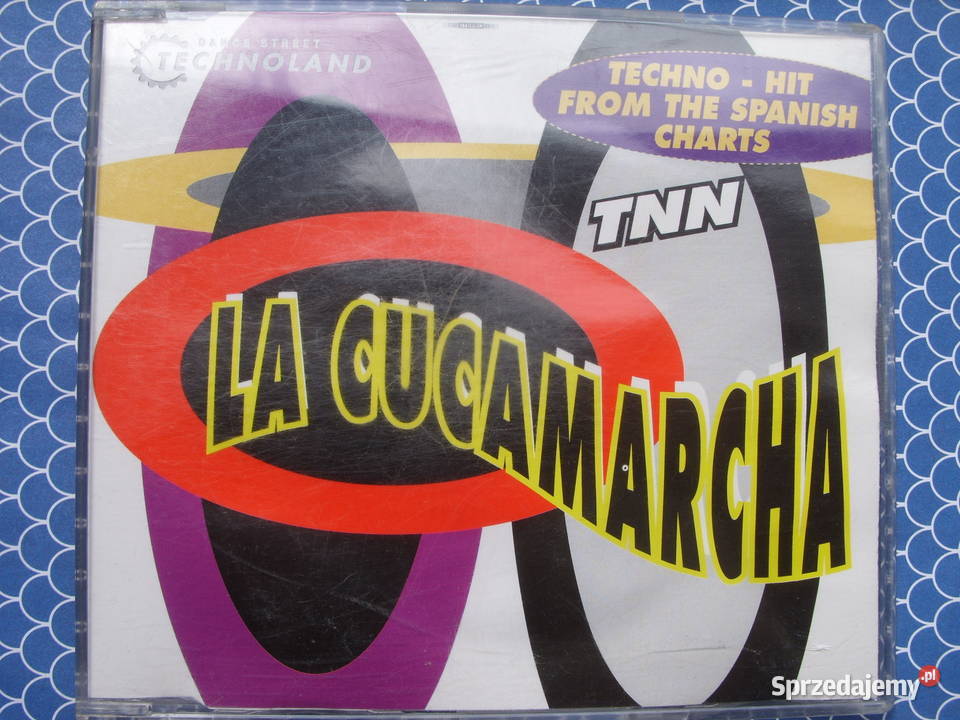 DANCE STREET
TECHNOLAND
TECHNO - HIT
FROM THE SPANISH
CHARTS
TNN
LA CUCAMARCHA
Sprzedajemy.pl